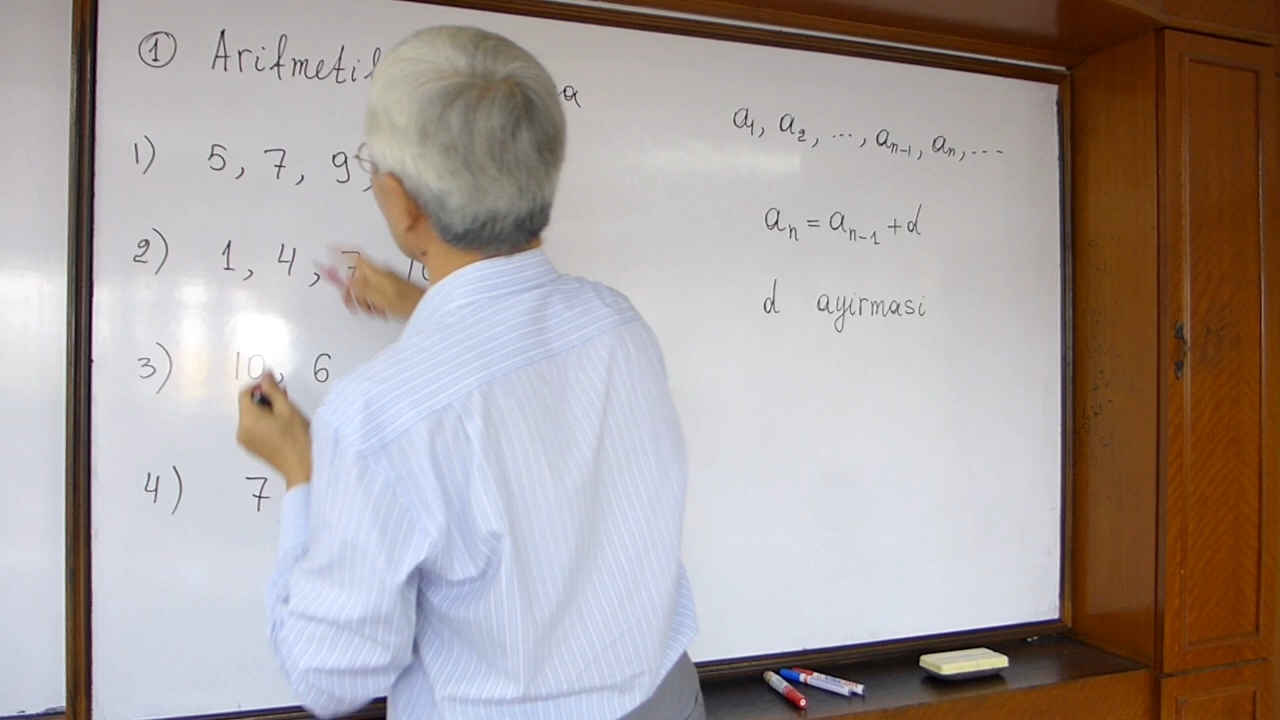 ① Arifmetik
1) 5, 7, 9,
2) 1, 4, 7 10
3) 10, 6
4) 7
a₁, a₂, ..., aₙ₋₁, aₙ, ...
aₙ = aₙ₋₁ + d
d ayirmasi